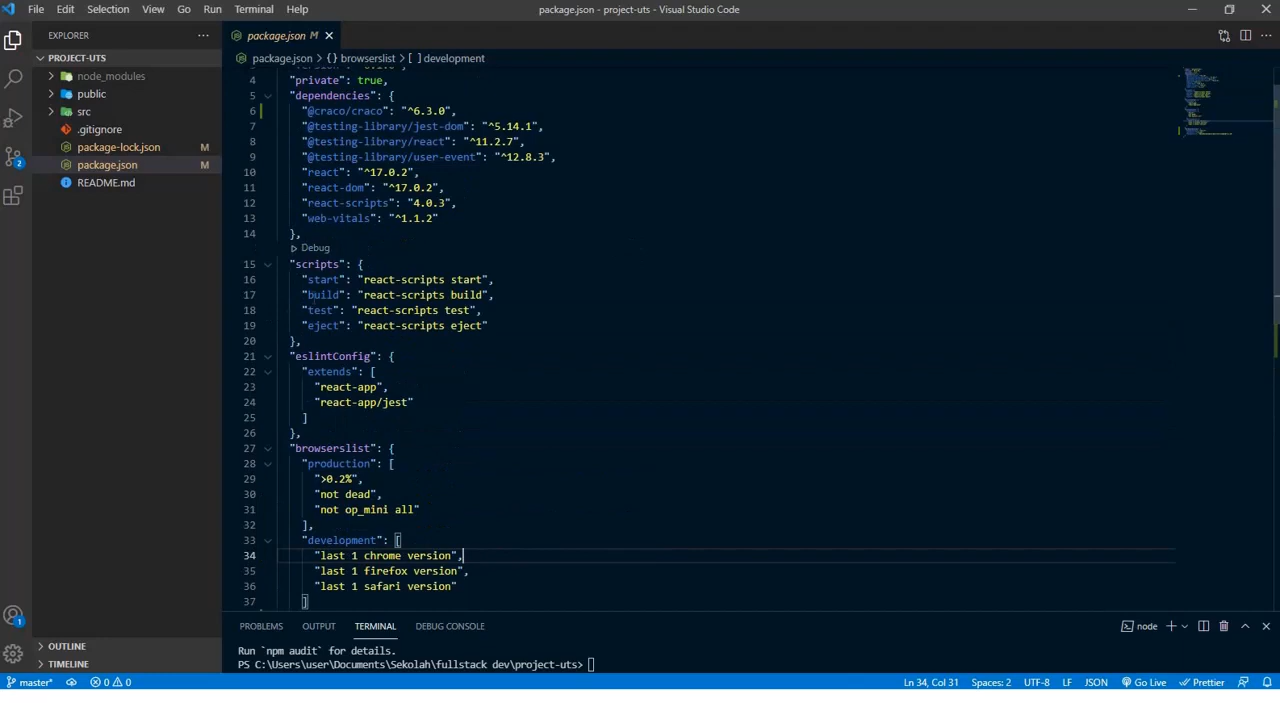 File Edit Selection View Go Run Terminal Help
package.json - project-uts - Visual Studio Code
EXPLORER
PROJECT-UTS
node_modules
public
src
.gitignore
package-lock.json M
package.json M
README.md
OUTLINE
TIMELINE
2
1
package.json M
package.json > {} browserslist > [ ] development
4 "private": true,
5 "dependencies": {
6 "@craco/craco": "^6.3.0",
7 "@testing-library/jest-dom": "^5.14.1",
8 "@testing-library/react": "^11.2.7",
9 "@testing-library/user-event": "^12.8.3",
10 "react": "^17.0.2",
11 "react-dom": "^17.0.2",
12 "react-scripts": "4.0.3",
13 "web-vitals": "^1.1.2"
14 },
Debug
15 "scripts": {
16 "start": "react-scripts start",
17 "build": "react-scripts build",
18 "test": "react-scripts test",
19 "eject": "react-scripts eject"
20 },
21 "eslintConfig": {
22 "extends": [
23 "react-app",
24 "react-app/jest"
25 ]
26 },
27 "browserslist": {
28 "production": [
29 ">0.2%",
30 "not dead",
31 "not op_mini all"
32 ],
33 "development": [
34 "last 1 chrome version",
35 "last 1 firefox version",
36 "last 1 safari version"
37 ]
PROBLEMS OUTPUT TERMINAL DEBUG CONSOLE
node
Run `npm audit` for details.
PS C:\Users\user\Documents\Sekolah\fullstack dev\project-uts>
master* 0 0 Ln 34, Col 31 Spaces: 2 UTF-8 LF JSON Go Live Prettier